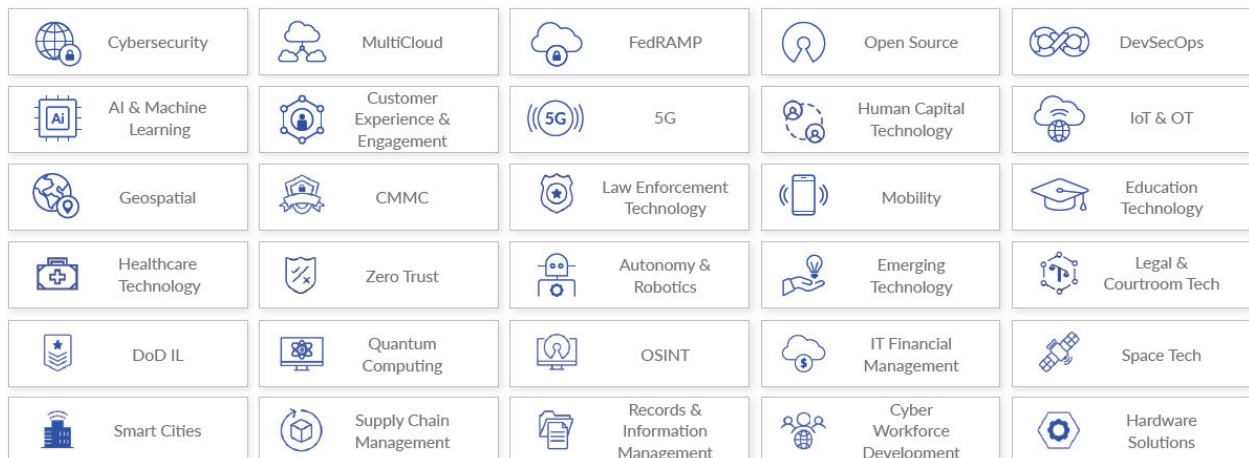 Cybersecurity
MultiCloud
FedRAMP
Open Source
DevSecOps
Ai
AI & Machine
Learning
Customer
Experience &
Engagement
5G
5G
Human Capital
Technology
IoT & OT
Geospatial
CMMC
Law Enforcement
Technology
Mobility
Education
Technology
Healthcare
Technology
Zero Trust
Autonomy &
Robotics
Emerging
Technology
Legal &
Courtroom Tech
DoD IL
Quantum
Computing
OSINT
$
IT Financial
Management
Space Tech
Smart Cities
Supply Chain
Management
Records &
Information
Management
Cyber
Workforce
Development
Hardware
Solutions